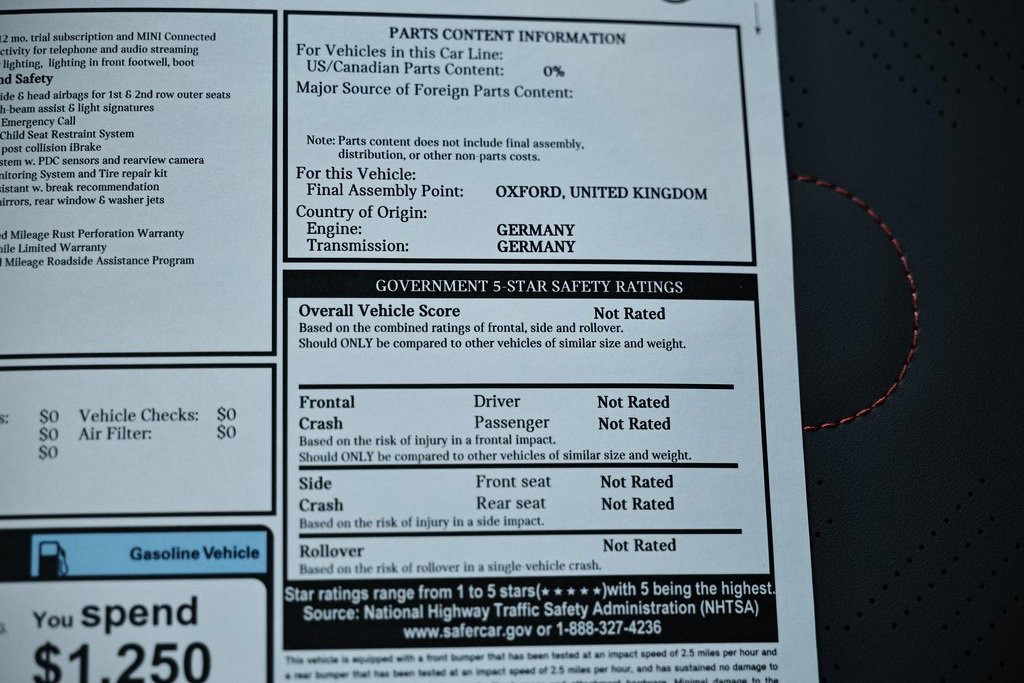 12 mo. trial subscription and MINI Connected
ctivity for telephone and audio streaming
lighting, lighting in front footwell, boot
nd Safety
ide & head airbags for 1st & 2nd row outer seats
h-beam assist & light signatures
Emergency Call
Child Seat Restraint System
post collision iBrake
stem w. PDC sensors and rearview camera
nitoring System and Tire repair kit
sistant w. break recommendation
mirrors, rear window & washer jets
ed Mileage Rust Perforation Warranty
mile Limited Warranty
d Mileage Roadside Assistance Program
s: $0 Vehicle Checks: $0
$0 Air Filter: $0
$0
Gasoline Vehicle
You spend
$1,250
PARTS CONTENT INFORMATION
For Vehicles in this Car Line:
US/Canadian Parts Content: 0%
Major Source of Foreign Parts Content:
Note: Parts content does not include final assembly,
distribution, or other non-parts costs.
For this Vehicle:
Final Assembly Point: OXFORD, UNITED KINGDOM
Country of Origin:
Engine: GERMANY
Transmission: GERMANY
GOVERNMENT 5-STAR SAFETY RATINGS
Overall Vehicle Score Not Rated
Based on the combined ratings of frontal, side and rollover.
Should ONLY be compared to other vehicles of similar size and weight.
Frontal Driver Not Rated
Crash Passenger Not Rated
Based on the risk of injury in a frontal impact.
Should ONLY be compared to other vehicles of similar size and weight.
Side Front seat Not Rated
Crash Rear seat Not Rated
Based on the risk of injury in a side impact.
Rollover Not Rated
Based on the risk of rollover in a single-vehicle crash.
Star ratings range from 1 to 5 stars(★★★★★)with 5 being the highest.
Source: National Highway Traffic Safety Administration (NHTSA)
www.safercar.gov or 1-888-327-4236
This vehicle is equipped with a front bumper that has been tested at an impact speed of 2.5 miles per hour and
a rear bumper that has been tested at an impact speed of 2.5 miles per hour, and has sustained no damage to